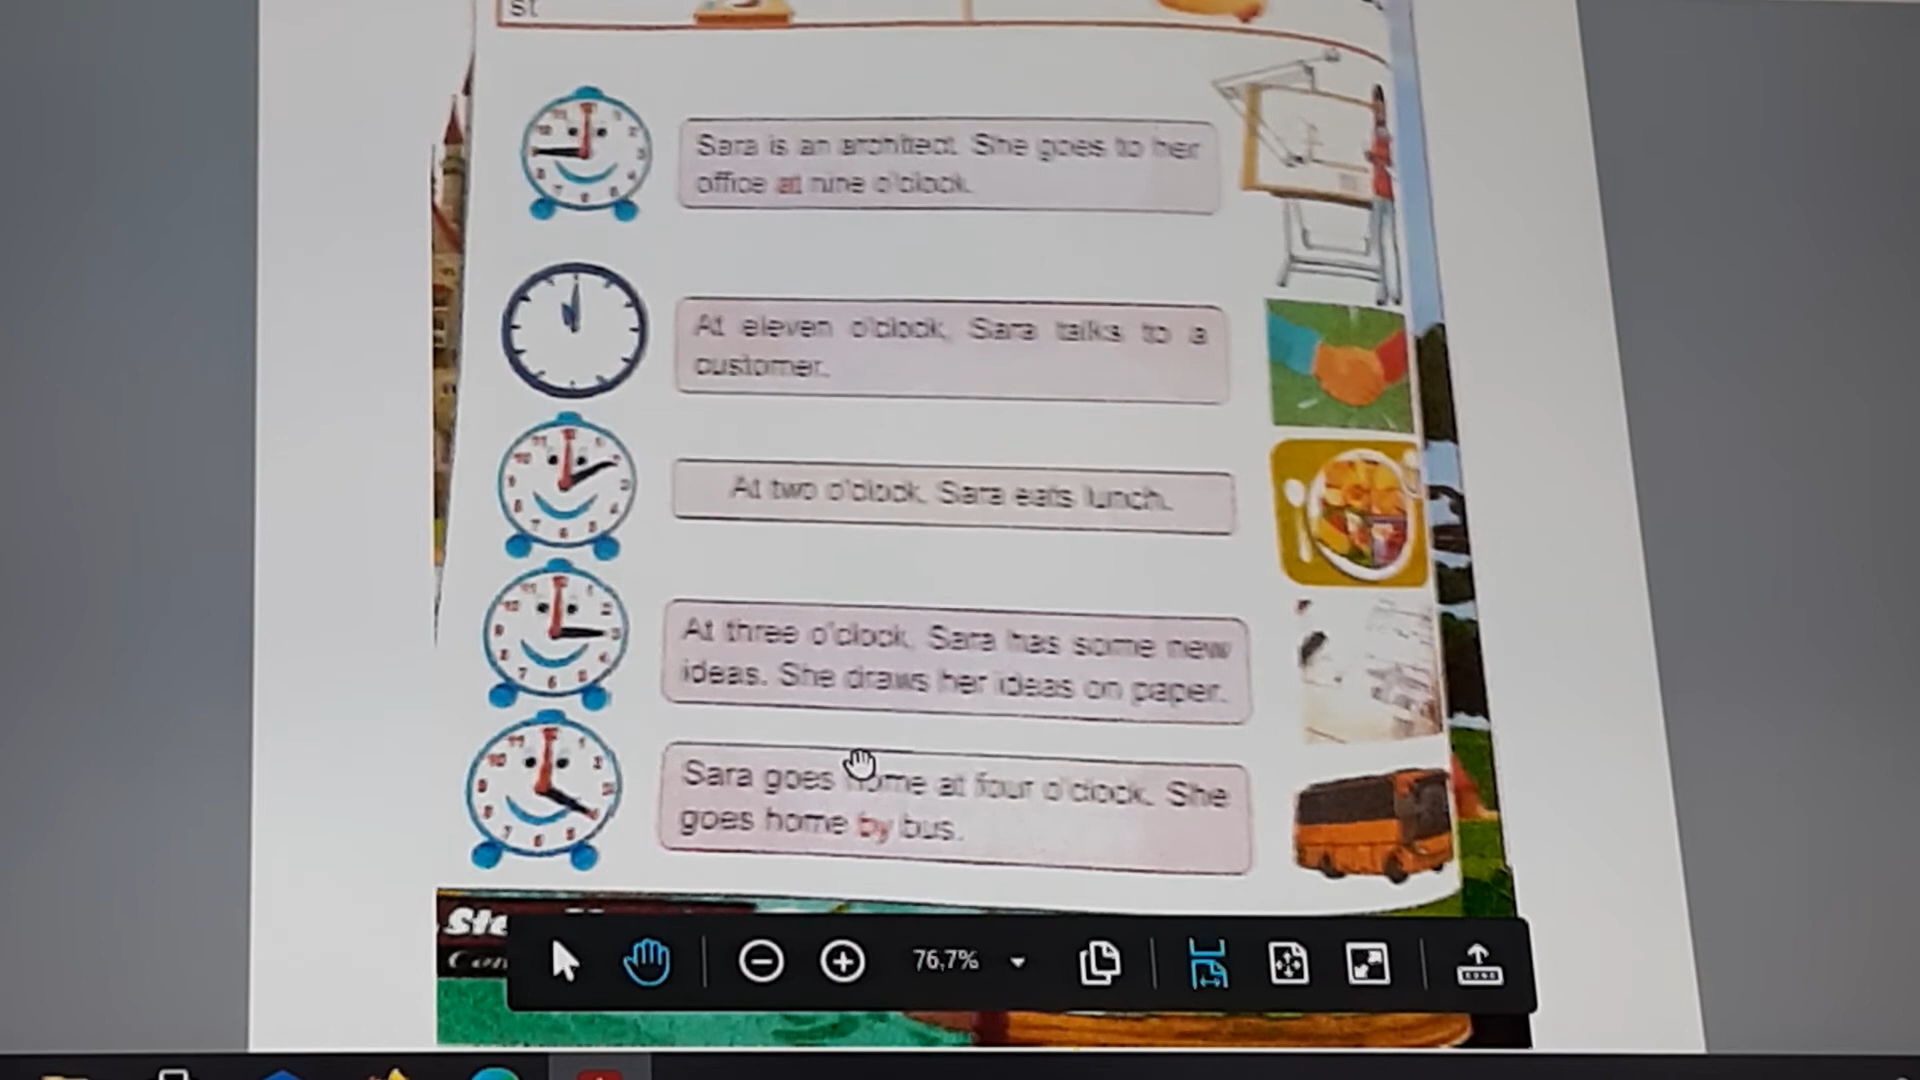 st
Sara is an architect. She goes to her
office at nine o'clock.
At eleven o'clock, Sara talks to a
customer.
At two o'clock, Sara eats lunch.
At three o'clock, Sara has some new
ideas. She draws her ideas on paper.
Sara goes home at four o'clock. She
goes home by bus.
76,7%